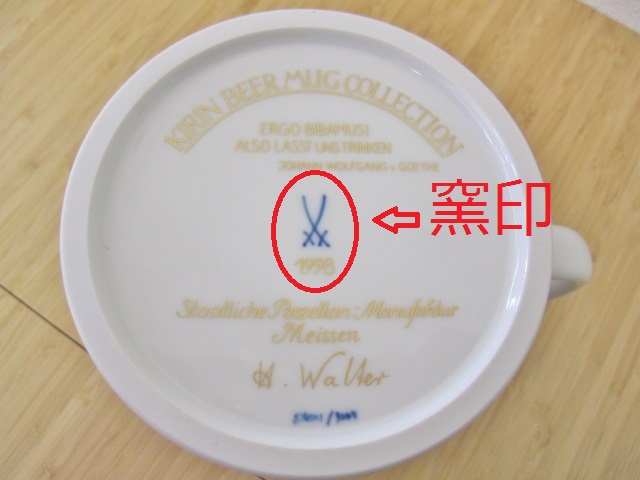 KIRIN BEER MUG COLLECTION
ERGO BIBAMUS!
ALSO LASST UNS TRINKEN
JOHANN WOLFGANG v. GOETHE
窯印
1998
Staatliche Porzellan-Manufaktur
Meissen
H. Walter